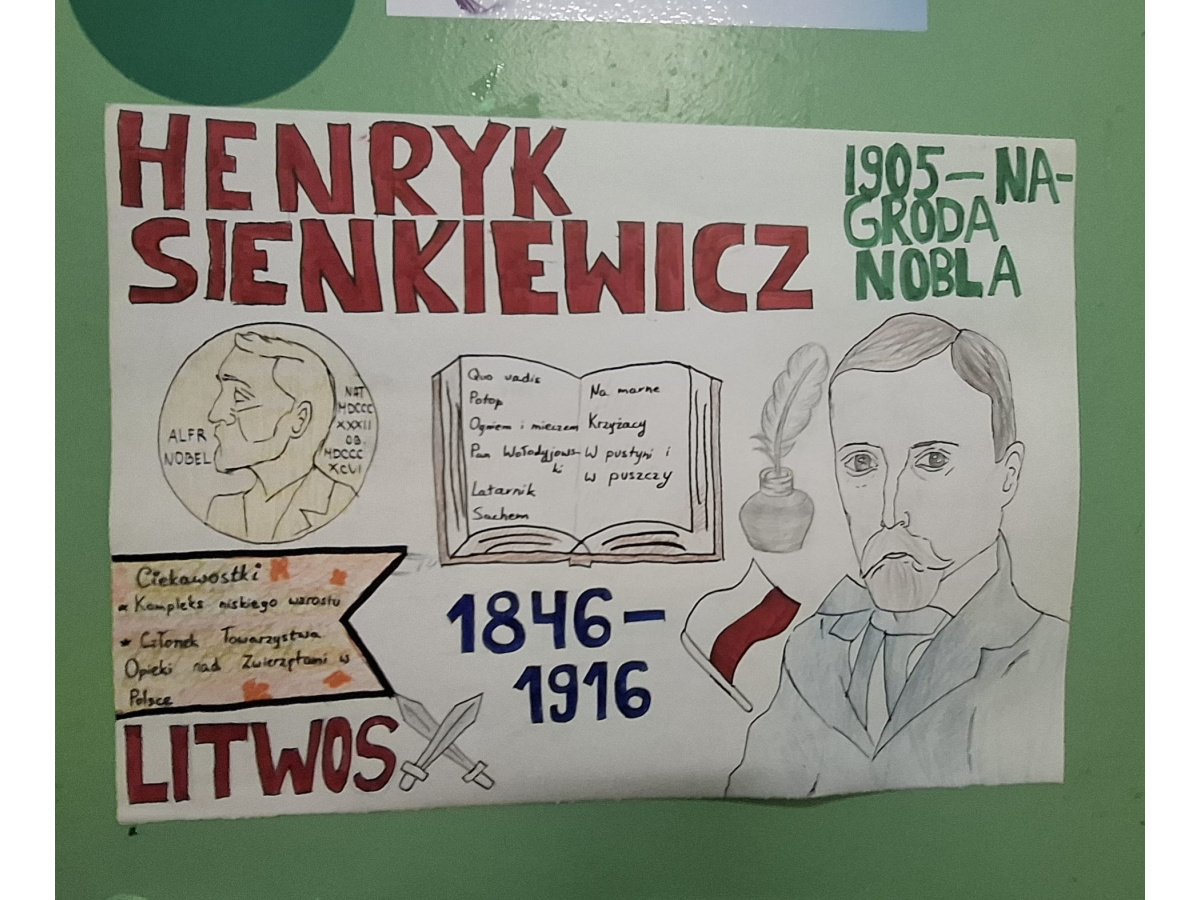 HENRYK
SIENKIEWICZ
1905 – NA-
GRODA
NOBLA
ALFR
NOBEL
NAT
MDCCC
XXXIII
OB.
MDCCC
XCVI
Quo vadis
Potop
Ogniem i mieczem
Pan Wołodyjows-
ki
Latarnik
Sachem
Na marne
Krzyżacy
W pustyni i
w puszczy
Ciekawostki
* Kompleks niskiego wzrostu
* Członek Towarzystwa
Opieki nad Zwierzętami w
Polsce
1846 –
1916
LITWOS